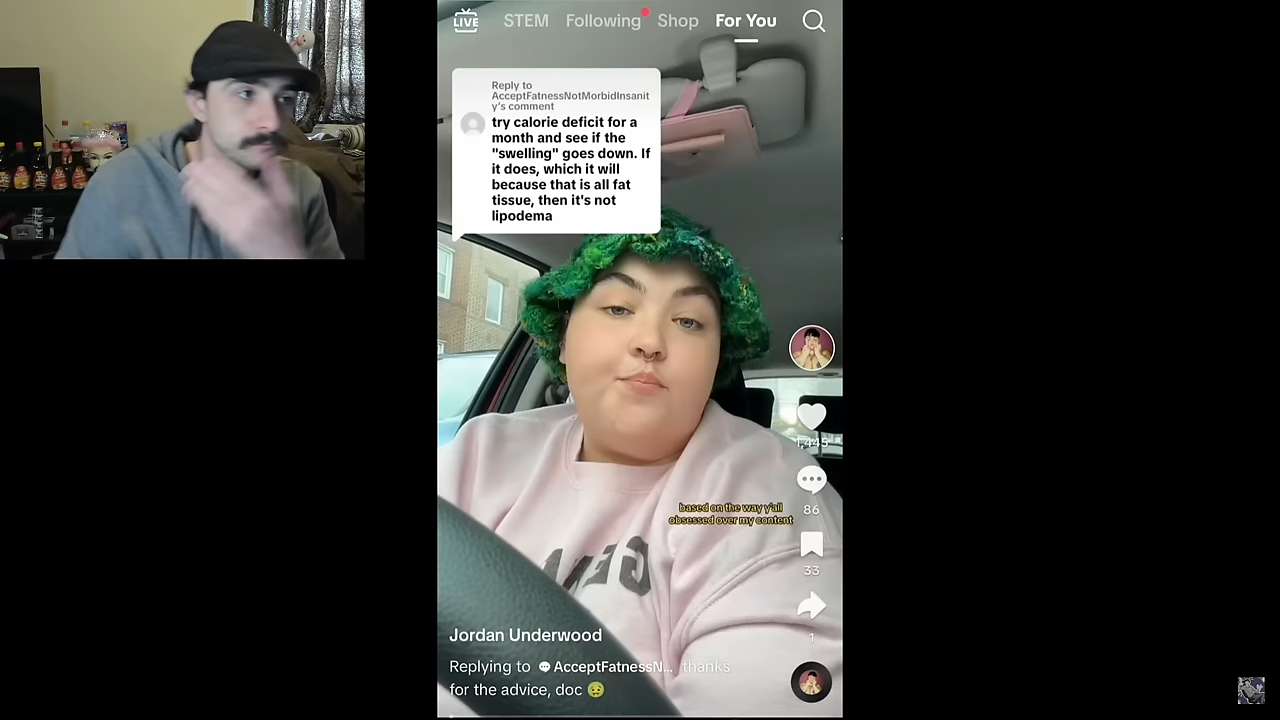 LIVE
STEM
Following
Shop
For You
Reply to
AcceptFatnessNotMorbidInsanit
y's comment
try calorie deficit for a
month and see if the
"swelling" goes down. If
it does, which it will
because that is all fat
tissue, then it's not
lipodema
1,445
based on the way y'all
obsessed over my content
86
33
1
Jordan Underwood
Replying to 💬AcceptFatnessN... thanks
for the advice, doc 🤢